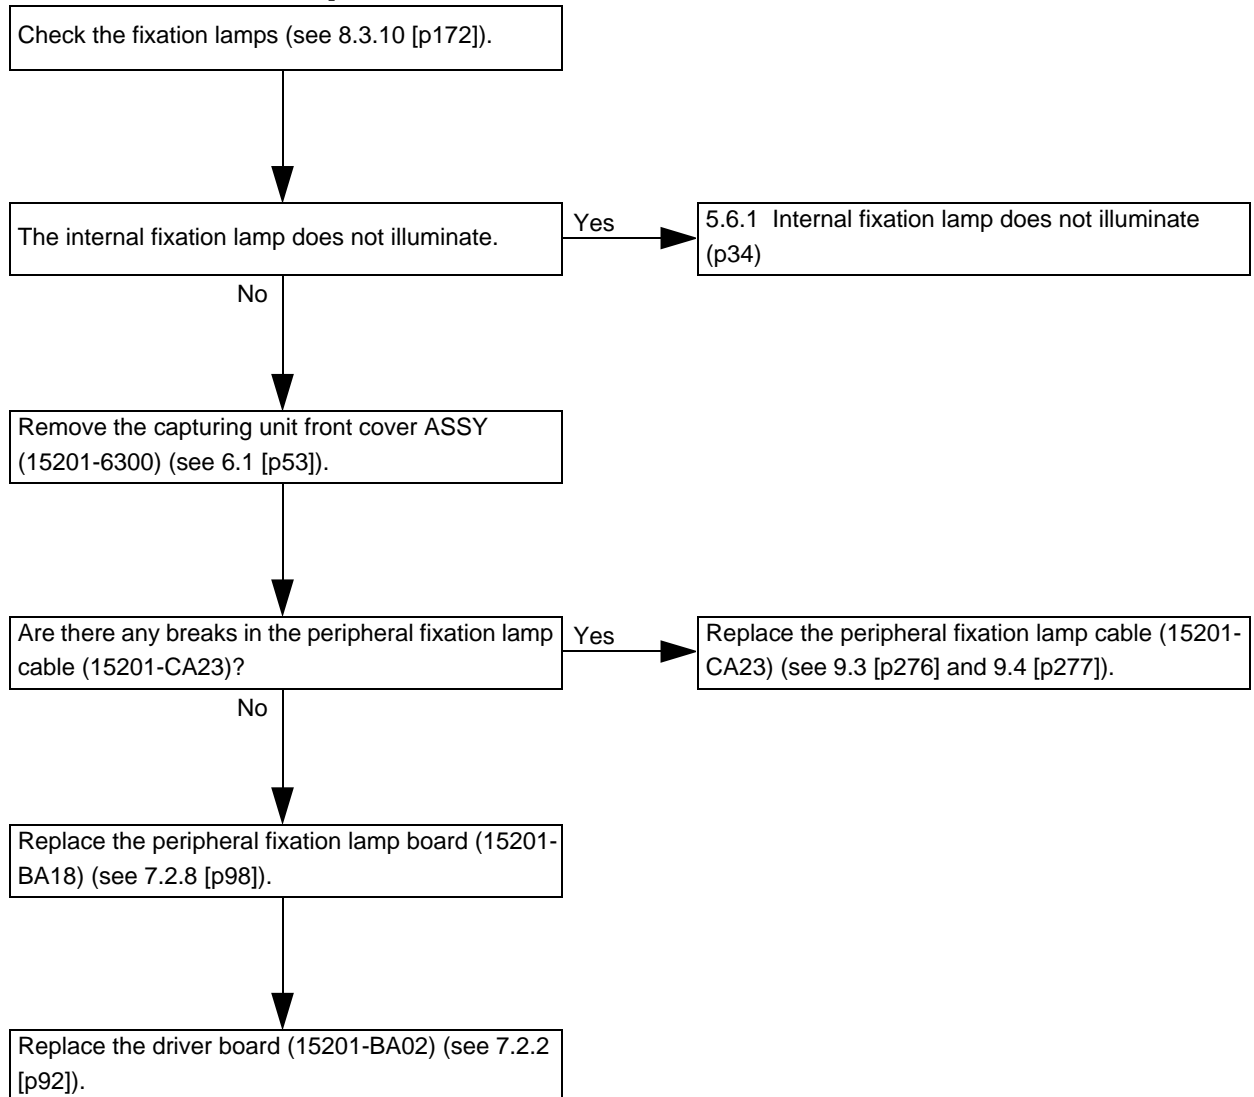 Check the fixation lamps (see 8.3.10 [p172]).
The internal fixation lamp does not illuminate.
Yes
5.6.1 Internal fixation lamp does not illuminate
(p34)
No
Remove the capturing unit front cover ASSY
(15201-6300) (see 6.1 [p53]).
Are there any breaks in the peripheral fixation lamp
cable (15201-CA23)?
Yes
Replace the peripheral fixation lamp cable (15201-
CA23) (see 9.3 [p276] and 9.4 [p277]).
No
Replace the peripheral fixation lamp board (15201-
BA18) (see 7.2.8 [p98]).
Replace the driver board (15201-BA02) (see 7.2.2
[p92]).